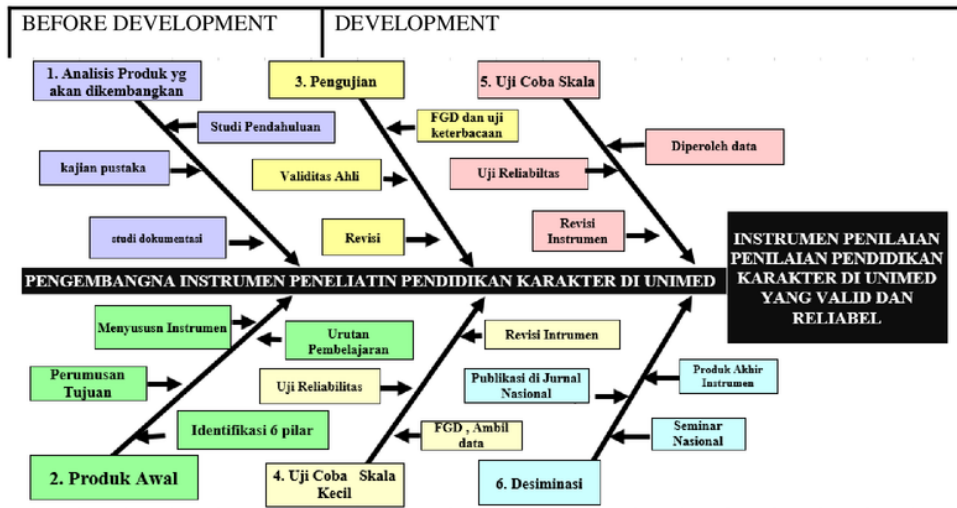 BEFORE DEVELOPMENT
DEVELOPMENT
1. Analisis Produk yg
akan dikembangkan
Studi Pendahuluan
kajian pustaka
studi dokumentasi
3. Pengujian
FGD dan uji
keterbacaan
Validitas Ahli
Revisi
5. Uji Coba Skala
Diperoleh data
Uji Reliabiltas
Revisi
Instrumen
PENGEMBANGNA INSTRUMEN PENELIATIN PENDIDIKAN KARAKTER DI UNIMED
INSTRUMEN PENILAIAN
PENILAIAN PENDIDIKAN
KARAKTER DI UNIMED
YANG VALID DAN
RELIABEL
Menyususn Instrumen
Urutan
Pembelajaran
Perumusan
Tujuan
Identifikasi 6 pilar
2. Produk Awal
Revisi Intrumen
Uji Reliabilitas
FGD , Ambil
data
4. Uji Coba Skala
Kecil
Publikasi di Jurnal
Nasional
Produk Akhir
Instrumen
Seminar
Nasional
6. Desiminasi